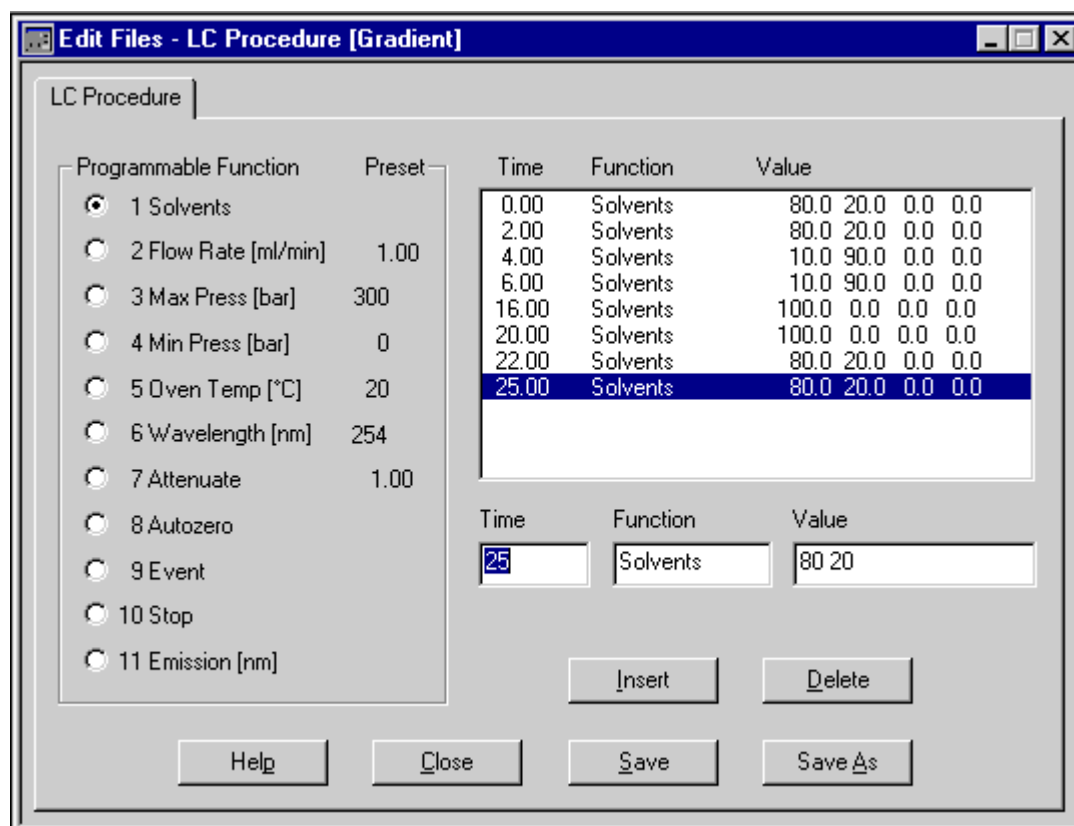 Edit Files - LC Procedure [Gradient]
LC Procedure
Programmable Function Preset
1 Solvents
2 Flow Rate [ml/min] 1.00
3 Max Press [bar] 300
4 Min Press [bar] 0
5 Oven Temp [°C] 20
6 Wavelength [nm] 254
7 Attenuate 1.00
8 Autozero
9 Event
10 Stop
11 Emission [nm]
Time Function Value
0.00 Solvents 80.0 20.0 0.0 0.0
2.00 Solvents 80.0 20.0 0.0 0.0
4.00 Solvents 10.0 90.0 0.0 0.0
6.00 Solvents 10.0 90.0 0.0 0.0
16.00 Solvents 100.0 0.0 0.0 0.0
20.00 Solvents 100.0 0.0 0.0 0.0
22.00 Solvents 80.0 20.0 0.0 0.0
25.00 Solvents 80.0 20.0 0.0 0.0
Time Function Value
25 Solvents 80 20
Insert Delete
Help Close Save Save As